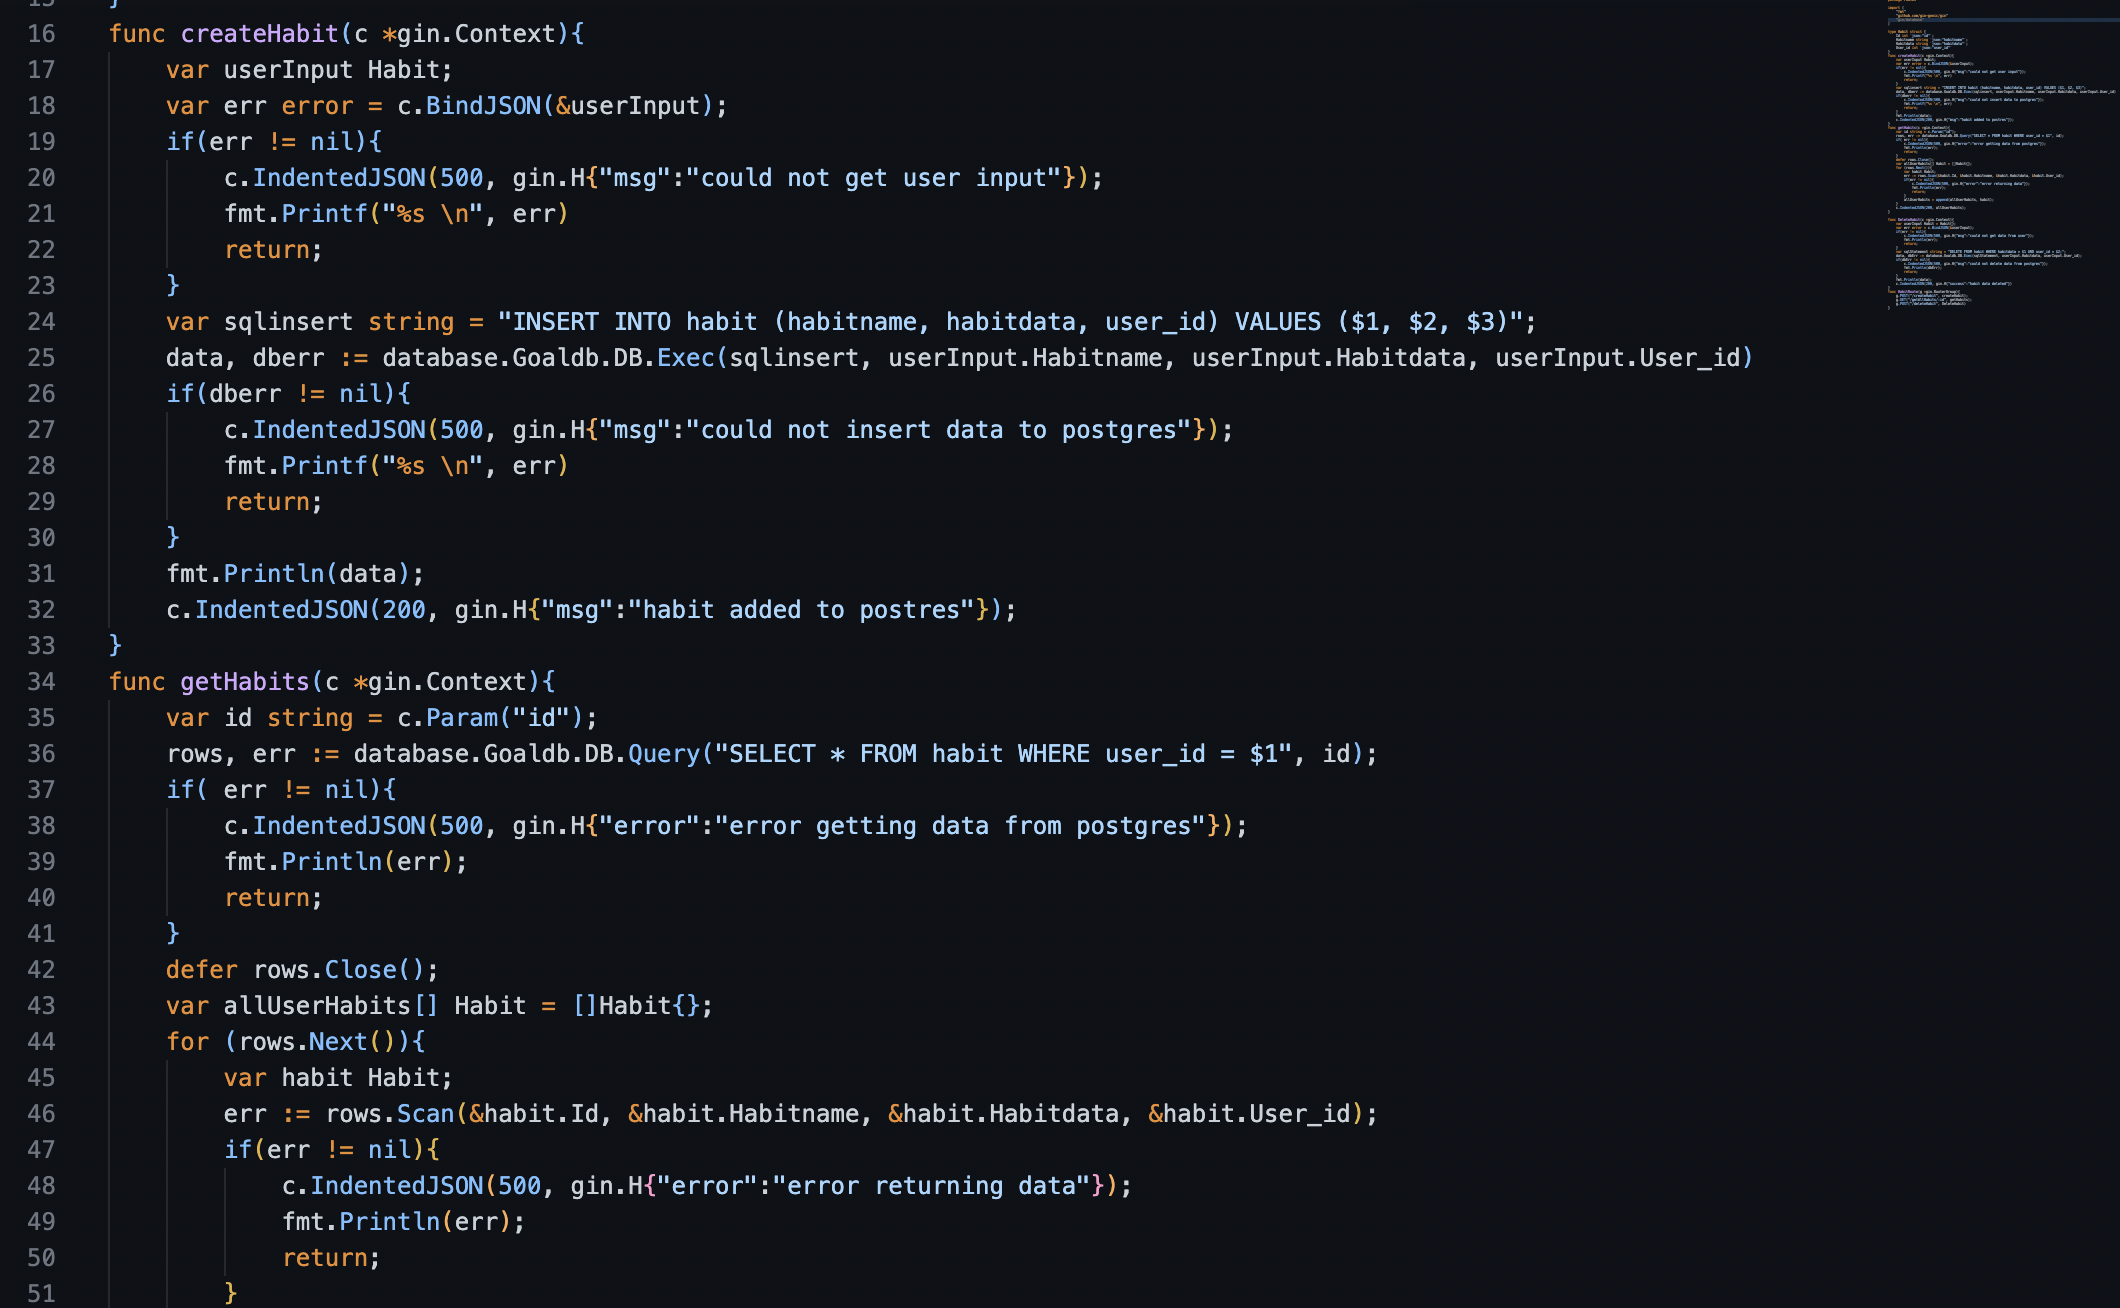 16 func createHabit(c *gin.Context){
17 var userInput Habit;
18 var err error = c.BindJSON(&userInput);
19 if(err != nil){
20 c.IndentedJSON(500, gin.H{"msg":"could not get user input"});
21 fmt.Printf("%s \n", err)
22 return;
23 }
24 var sqlinsert string = "INSERT INTO habit (habitname, habitdata, user_id) VALUES ($1, $2, $3)";
25 data, dberr := database.Goaldb.DB.Exec(sqlinsert, userInput.Habitname, userInput.Habitdata, userInput.User_id)
26 if(dberr != nil){
27 c.IndentedJSON(500, gin.H{"msg":"could not insert data to postgres"});
28 fmt.Printf("%s \n", err)
29 return;
30 }
31 fmt.Println(data);
32 c.IndentedJSON(200, gin.H{"msg":"habit added to postres"});
33 }
34 func getHabits(c *gin.Context){
35 var id string = c.Param("id");
36 rows, err := database.Goaldb.DB.Query("SELECT * FROM habit WHERE user_id = $1", id);
37 if( err != nil){
38 c.IndentedJSON(500, gin.H{"error":"error getting data from postgres"});
39 fmt.Println(err);
40 return;
41 }
42 defer rows.Close();
43 var allUserHabits[] Habit = []Habit{};
44 for (rows.Next()){
45 var habit Habit;
46 err := rows.Scan(&habit.Id, &habit.Habitname, &habit.Habitdata, &habit.User_id);
47 if(err != nil){
48 c.IndentedJSON(500, gin.H{"error":"error returning data"});
49 fmt.Println(err);
50 return;
51 }